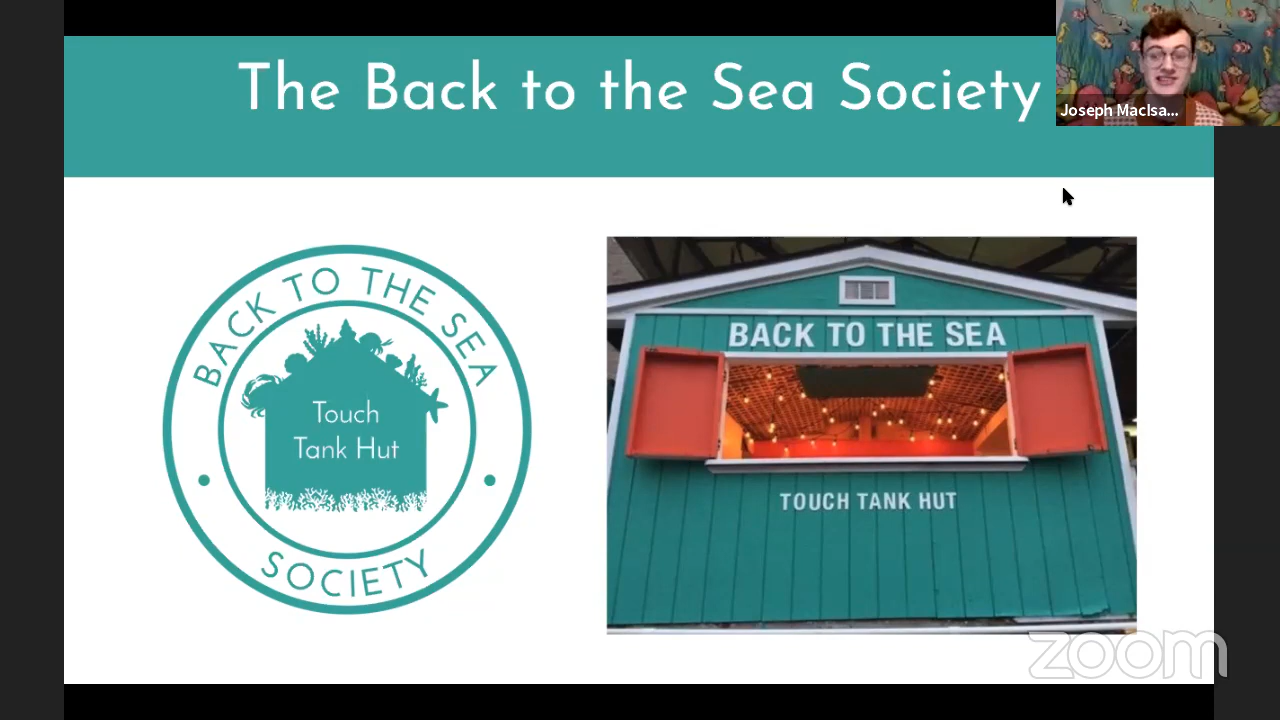 The Back to the Sea Society
Joseph MacIsa...
BACK TO THE SEA
Touch
Tank Hut
SOCIETY
BACK TO THE SEA
TOUCH TANK HUT
zoom